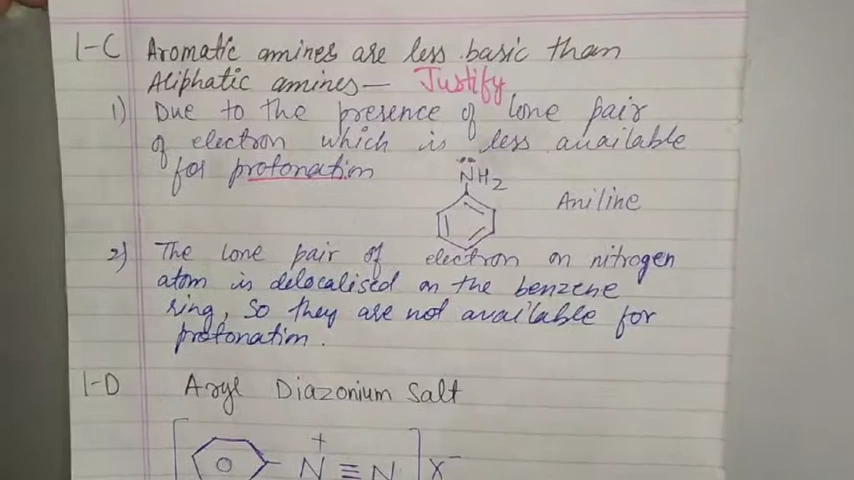 1-C Aromatic amines are less basic than
Aliphatic amines— Justify
1) Due to the presence of lone pair
of electron which is less available
for protonation
NH2
Aniline
2) The lone pair of electron on nitrogen
atom is delocalised on the benzene
ring, so they are not available for
protonation.
1-D Aryl Diazonium Salt
[ + N≡N ] X⁻